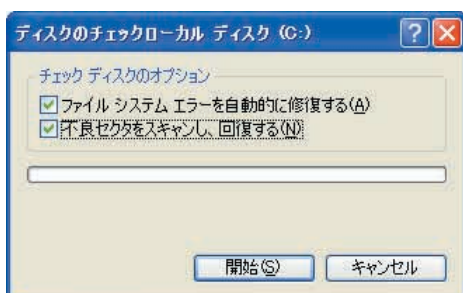 ディスクのチェックローカル ディスク (C:)
チェック ディスクのオプション
ファイル システム エラーを自動的に修復する(A)
不良セクタをスキャンし、回復する(N)
開始(S)
キャンセル